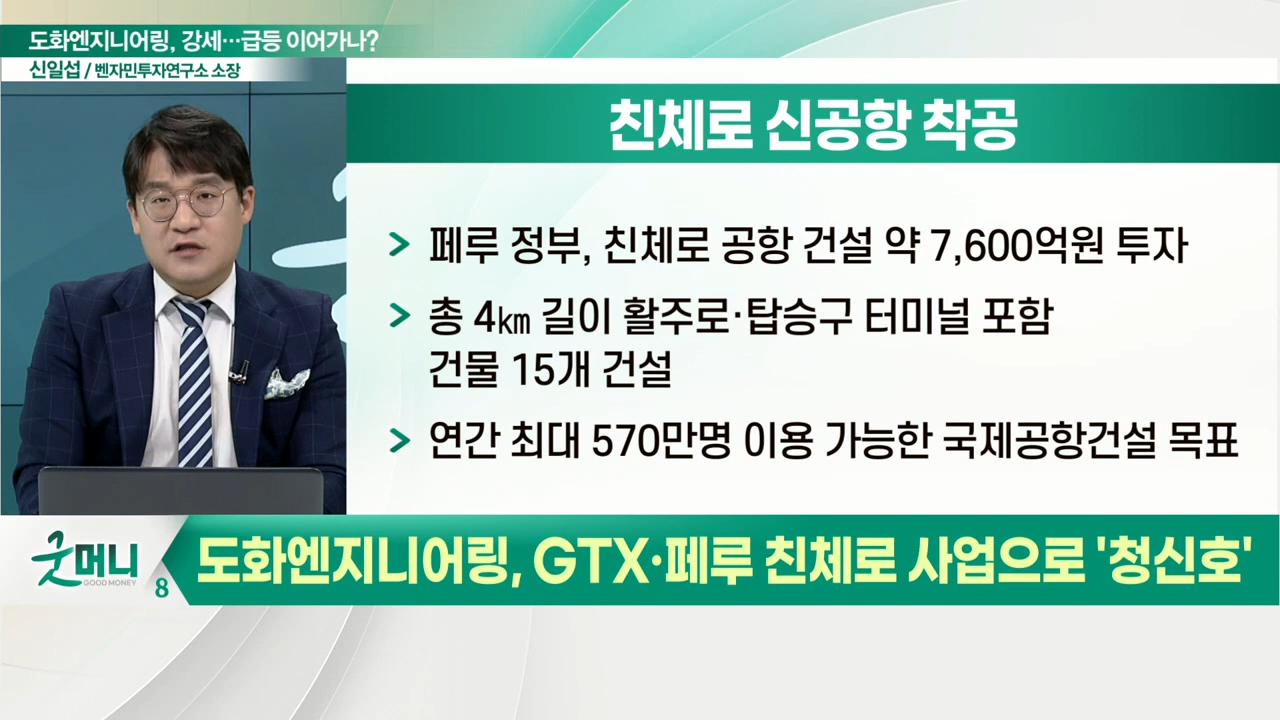 도화엔지니어링, 강세…급등 이어가나?
신일섭 / 벤자민투자연구소 소장
친체로 신공항 착공
> 페루 정부, 친체로 공항 건설 약 7,600억원 투자
> 총 4㎞ 길이 활주로·탑승구 터미널 포함
건물 15개 건설
> 연간 최대 570만명 이용 가능한 국제공항건설 목표
굿머니
GOOD MONEY
8
도화엔지니어링, GTX·페루 친체로 사업으로 '청신호'